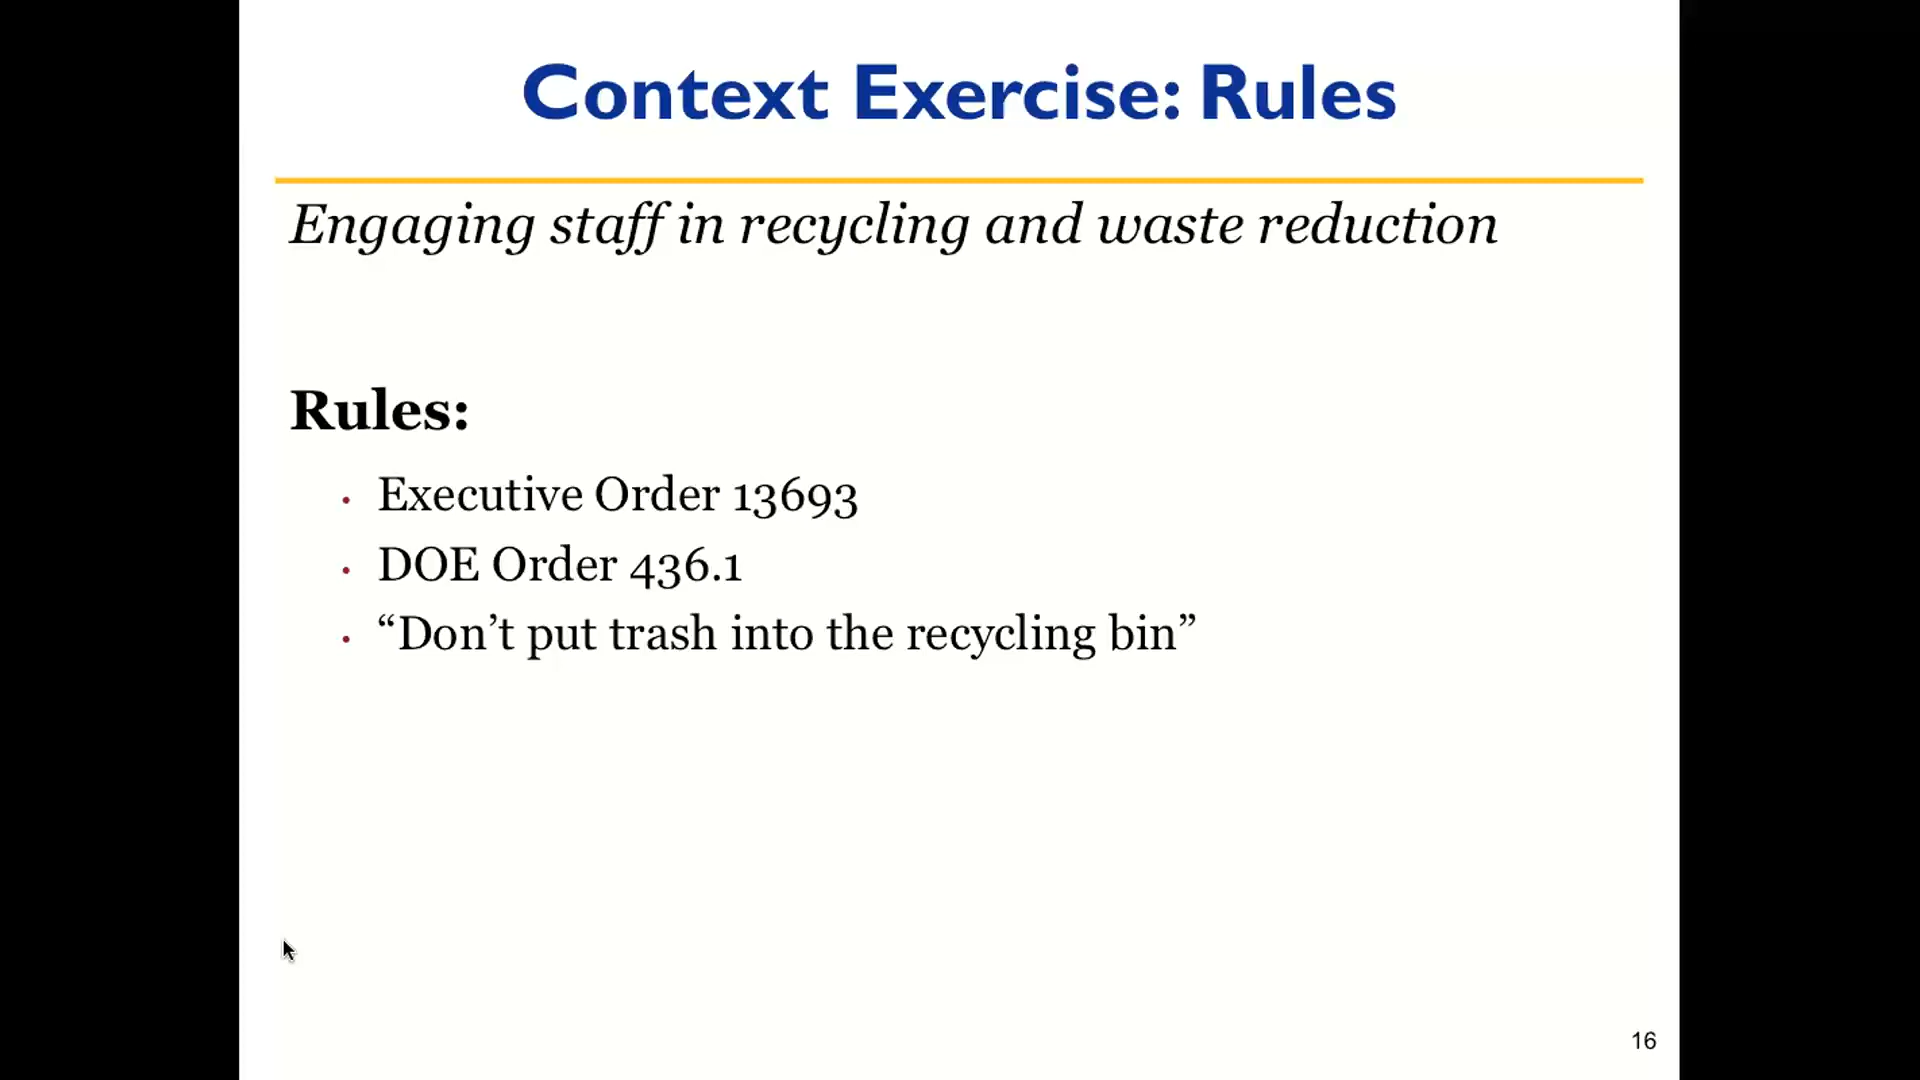 Context Exercise: Rules
Engaging staff in recycling and waste reduction
Rules:
• Executive Order 13693
• DOE Order 436.1
• “Don’t put trash into the recycling bin”
16